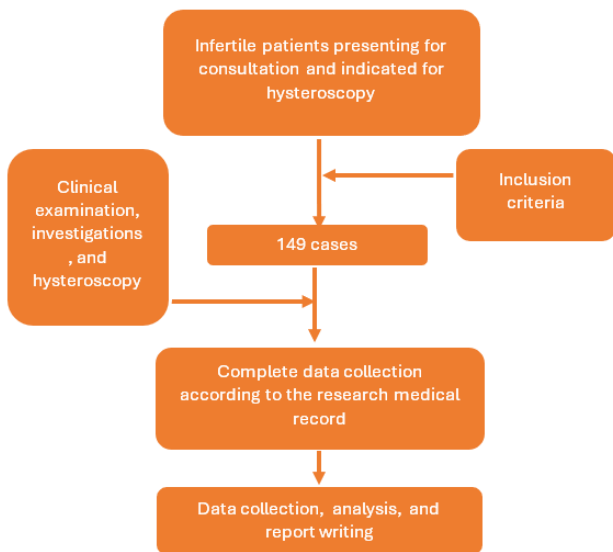 Infertile patients presenting for
consultation and indicated for
hysteroscopy
Inclusion
criteria
Clinical
examination,
investigations
, and
hysteroscopy
149 cases
Complete data collection
according to the research medical
record
Data collection, analysis, and
report writing